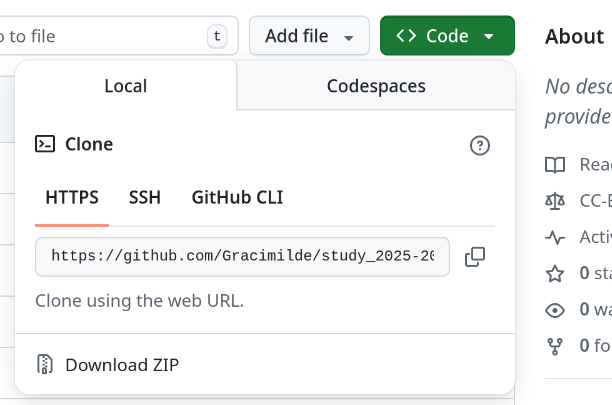 to file
t
Add file
Code
About
Local
Codespaces
No desc
provide
Clone
Read
HTTPS
SSH
GitHub CLI
CC-B
Activ
https://github.com/Gracimilde/study_2025-20
0 sta
Clone using the web URL.
0 wa
0 fo
Download ZIP